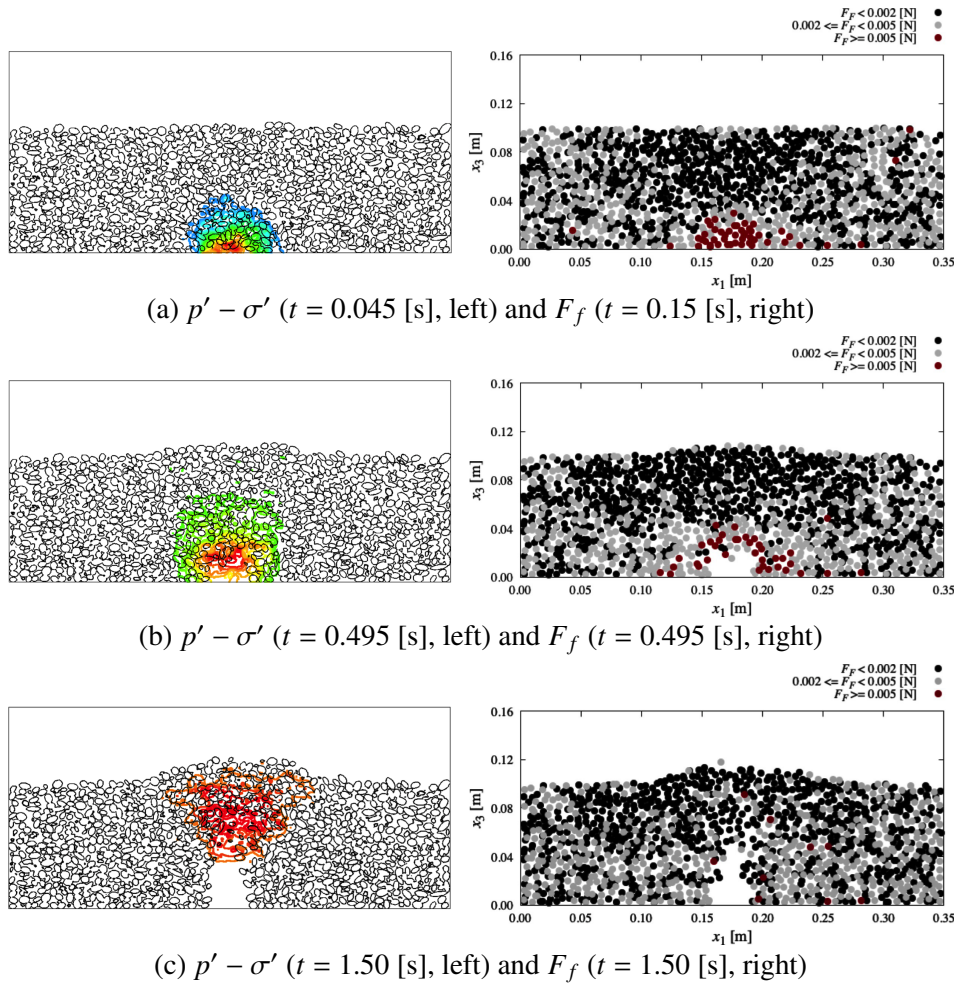 F_F < 0.002 [N]
0.002 <= F_F < 0.005 [N]
F_F >= 0.005 [N]
0.16
0.12
0.08
0.04
0.00
x_3 [m]
0.00 0.05 0.10 0.15 0.20 0.25 0.30 0.35
x_1 [m]
(a) p′ − σ′ (t = 0.045 [s], left) and F_f (t = 0.15 [s], right)
F_F < 0.002 [N]
0.002 <= F_F < 0.005 [N]
F_F >= 0.005 [N]
0.16
0.12
0.08
0.04
0.00
x_3 [m]
0.00 0.05 0.10 0.15 0.20 0.25 0.30 0.35
x_1 [m]
(b) p′ − σ′ (t = 0.495 [s], left) and F_f (t = 0.495 [s], right)
F_F < 0.002 [N]
0.002 <= F_F < 0.005 [N]
F_F >= 0.005 [N]
0.16
0.12
0.08
0.04
0.00
x_3 [m]
0.00 0.05 0.10 0.15 0.20 0.25 0.30 0.35
x_1 [m]
(c) p′ − σ′ (t = 1.50 [s], left) and F_f (t = 1.50 [s], right)